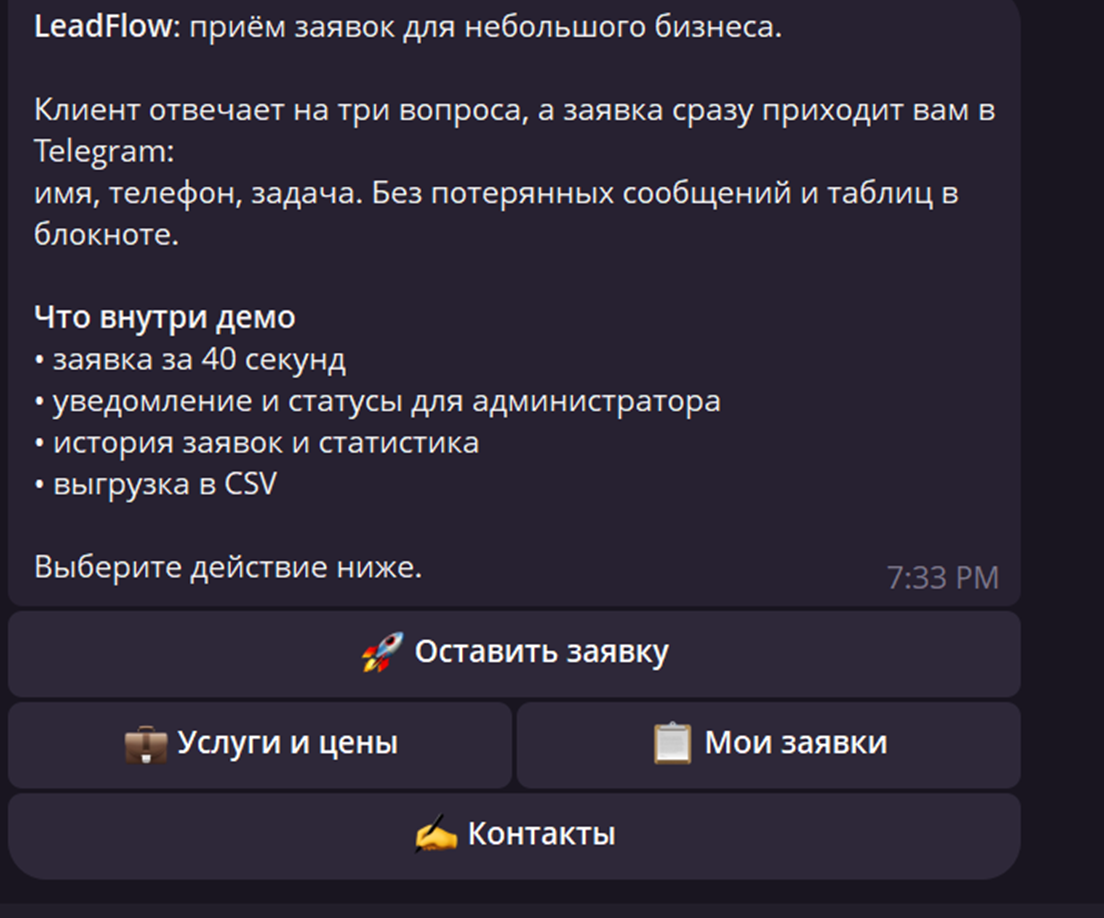 LeadFlow: приём заявок для небольшого бизнеса.
Клиент отвечает на три вопроса, а заявка сразу приходит вам в
Telegram:
имя, телефон, задача. Без потерянных сообщений и таблиц в
блокноте.
Что внутри демо
• заявка за 40 секунд
• уведомление и статусы для администратора
• история заявок и статистика
• выгрузка в CSV
Выберите действие ниже.
7:33 PM
🚀 Оставить заявку
💼 Услуги и цены
📋 Мои заявки
✍️ Контакты